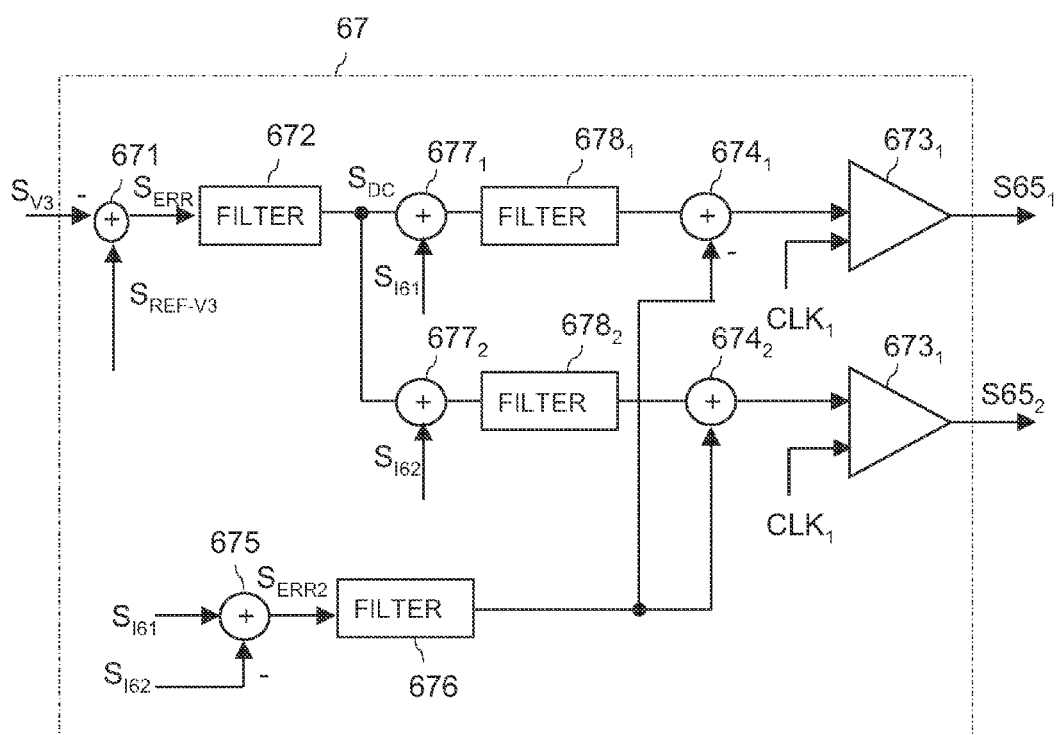 67
671
S_V3
-
+
S_ERR
672
FILTER
S_REF-V3
S_DC
677₁
+
S_I61
678₁
FILTER
674₁
+
-
673₁
S65₁
CLK₁
677₂
+
S_I62
678₂
FILTER
674₂
+
673₁
S65₂
CLK₁
675
+
S_I61
S_I62
-
S_ERR2
FILTER
676